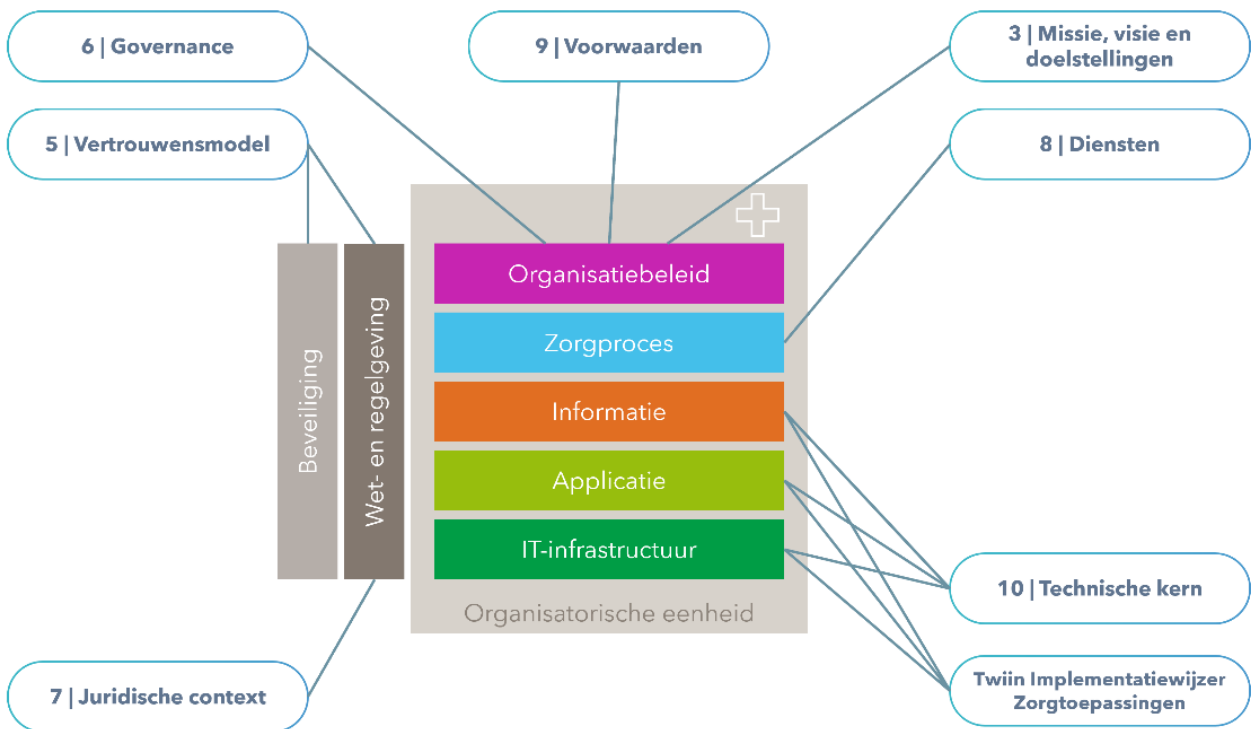 6 | Governance
9 | Voorwaarden
3 | Missie, visie en
doelstellingen
5 | Vertrouwensmodel
8 | Diensten
Beveiliging
Wet- en regelgeving
Organisatiebeleid
Zorgproces
Informatie
Applicatie
IT-infrastructuur
Organisatorische eenheid
10 | Technische kern
7 | Juridische context
Twiin Implementatiewijzer
Zorgtoepassingen